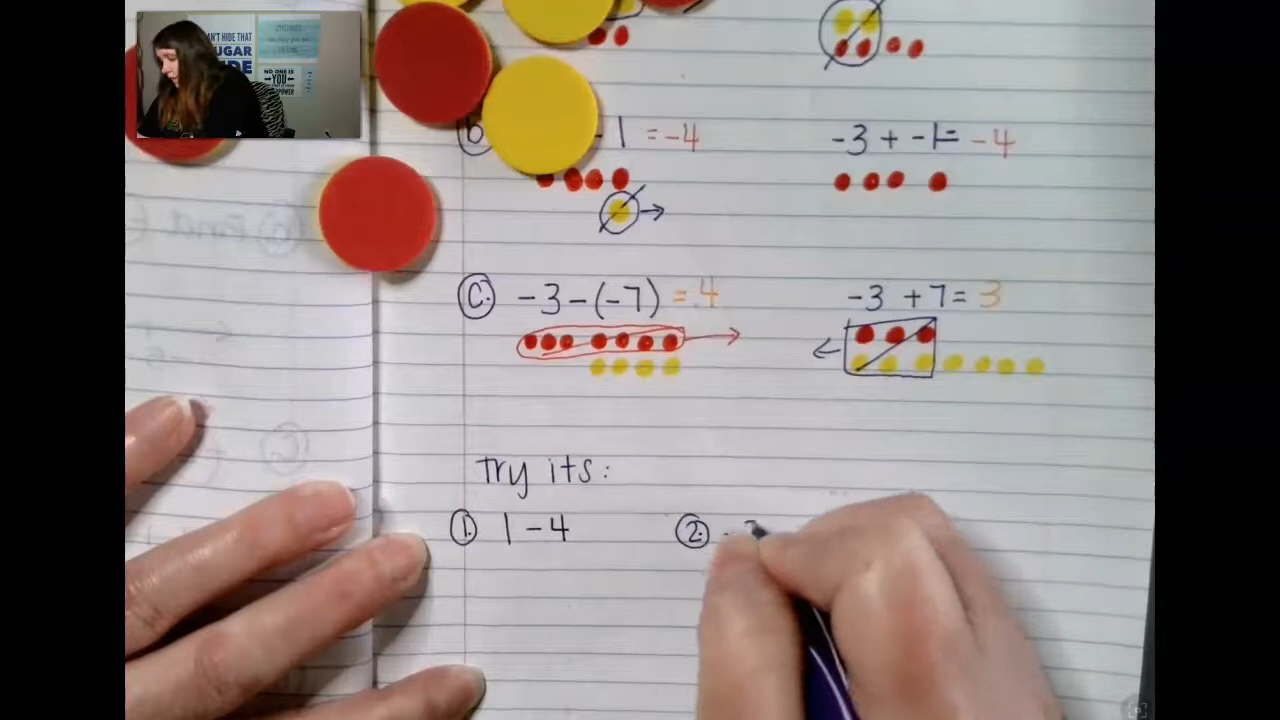 b - 1 = -4
-3 + -1 = -4
C. -3 - (-7) = 4
-3 + 7 = 3
Try its:
1. 1 - 4
2. -